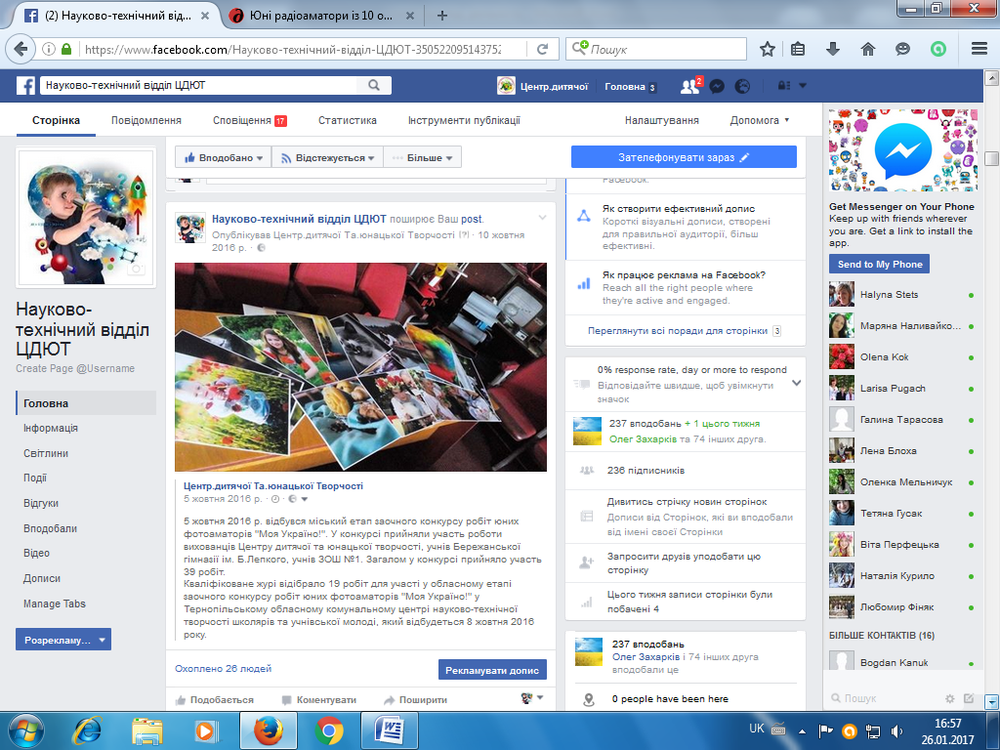 (2) Науково-технічний від...
Юні радіоаматори із 10 о...
https://www.facebook.com/Науково-технічний-відділ-ЦДЮТ-35052209514375
Пошук
Науково-технічний відділ ЦДЮТ
Центр.дитячої
Головна 3
2
Сторінка
Повідомлення
Сповіщення 17
Статистика
Інструменти публікації
Налаштування
Допомога
Науково-
технічний відділ
ЦДЮТ
Create Page @Username
Головна
Інформація
Світлини
Події
Відгуки
Вподобали
Відео
Дописи
Manage Tabs
Розрекламу...
Вподобано
Відстежується
Більше
Зателефонувати зараз
Науково-технічний відділ ЦДЮТ поширює Ваш post.
Опублікував Центр.дитячої Та.юнацької Творчості [?] · 10 жовтня
2016 р. ·
Центр.дитячої Та.юнацької Творчості
5 жовтня 2016 р. ·
5 жовтня 2016 р. відбувся міський етап заочного конкурсу робіт юних
фотоаматорів "Моя Україно!". У конкурсі прийняли участь роботи
вихованців Центру дитячої та юнацької творчості, учнів Бережанської
гімназії ім. Б.Лепкого, учнів ЗОШ №1. Загалом у конкурсі прийняло участь
39 робіт.
Кваліфіковане журі відібрало 19 робіт для участі у обласному етапі
заочного конкурсу робіт юних фотоаматорів "Моя Україно!" у
Тернопільському обласному комунальному центрі науково-технічної
творчості школярів та учнівської молоді, який відбудеться 8 жовтня 2016
року.
Охоплено 26 людей
Рекламувати допис
Подобається
Коментувати
Поширити
Facebook.
Як створити ефективний допис
Короткі візуальні дописи, створені
для правильної аудиторії, більш
ефективні.
Як працює реклама на Facebook?
Reach all the right people where
they're active and engaged.
Переглянути всі поради для сторінки 3
0% response rate, day or more to respond
Відповідайте швидше, щоб увімкнути
значок
237 вподобань + 1 цього тижня
Олег Захарків та 74 інших друга.
236 підписників
Дивитись стрічку новин сторінок
Дописи від Сторінок, які ви вподобали
від імені своєї Сторінки
Запросити друзів уподобати цю
сторінку
Цього тижня записи сторінки були
побачені 4
237 вподобань
Олег Захарків і 74 інших друга
вподобали це
0 people have been here
Get Messenger on Your Phone
Keep up with friends wherever
you are. Get a link to install the
app.
Send to My Phone
Halyna Stets
Маряна Наливайко...
Olena Kok
Larisa Pugach
Галина Тарасова
Лена Блоха
Оленка Мельничук
Тетяна Гусак
Віта Перфецька
Наталія Курило
Любомир Фіняк
БІЛЬШЕ КОНТАКТІВ (16)
Bogdan Kanuk
Пошук
UK
16:57
26.01.2017